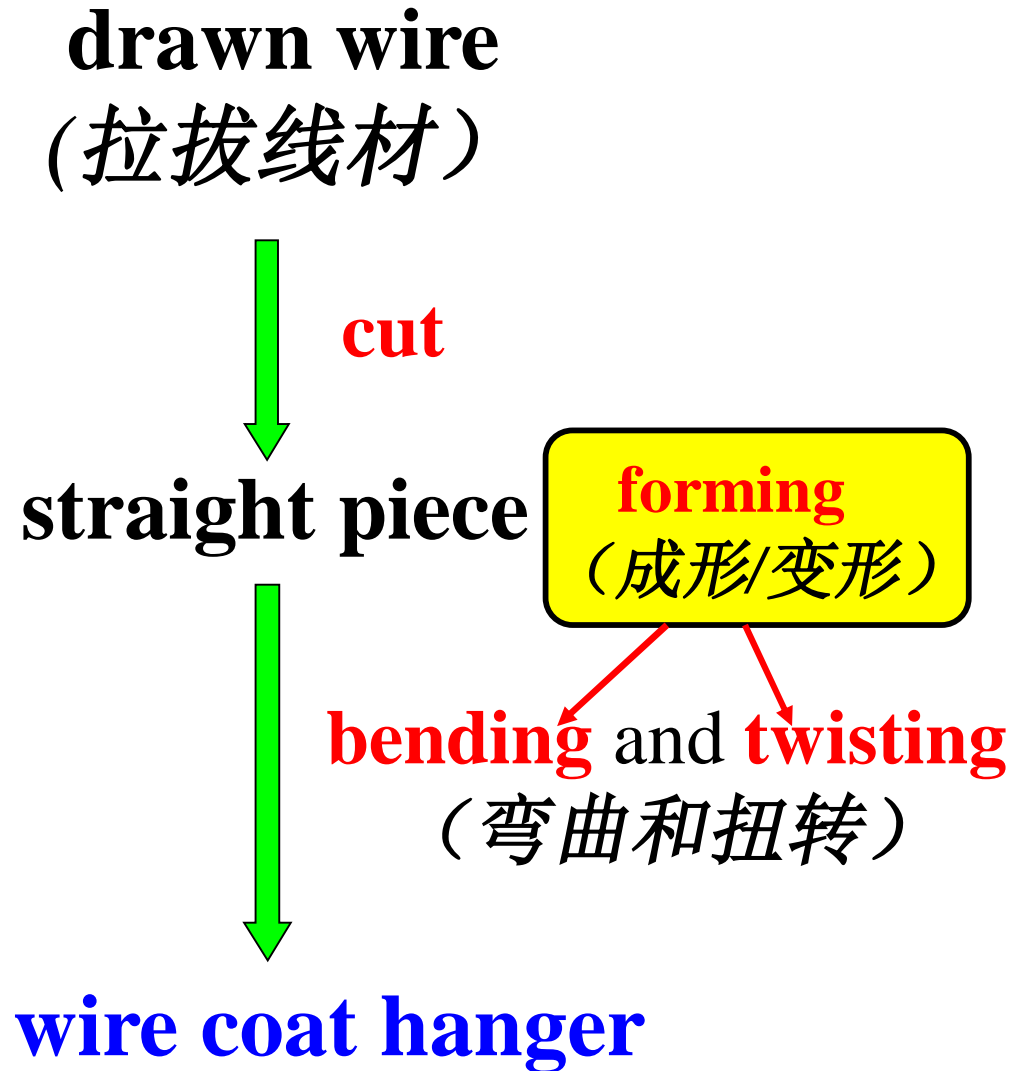 drawn wire
(拉拔线材）
cut
straight piece
forming
（成形/变形）
bending and twisting
（弯曲和扭转）
wire coat hanger